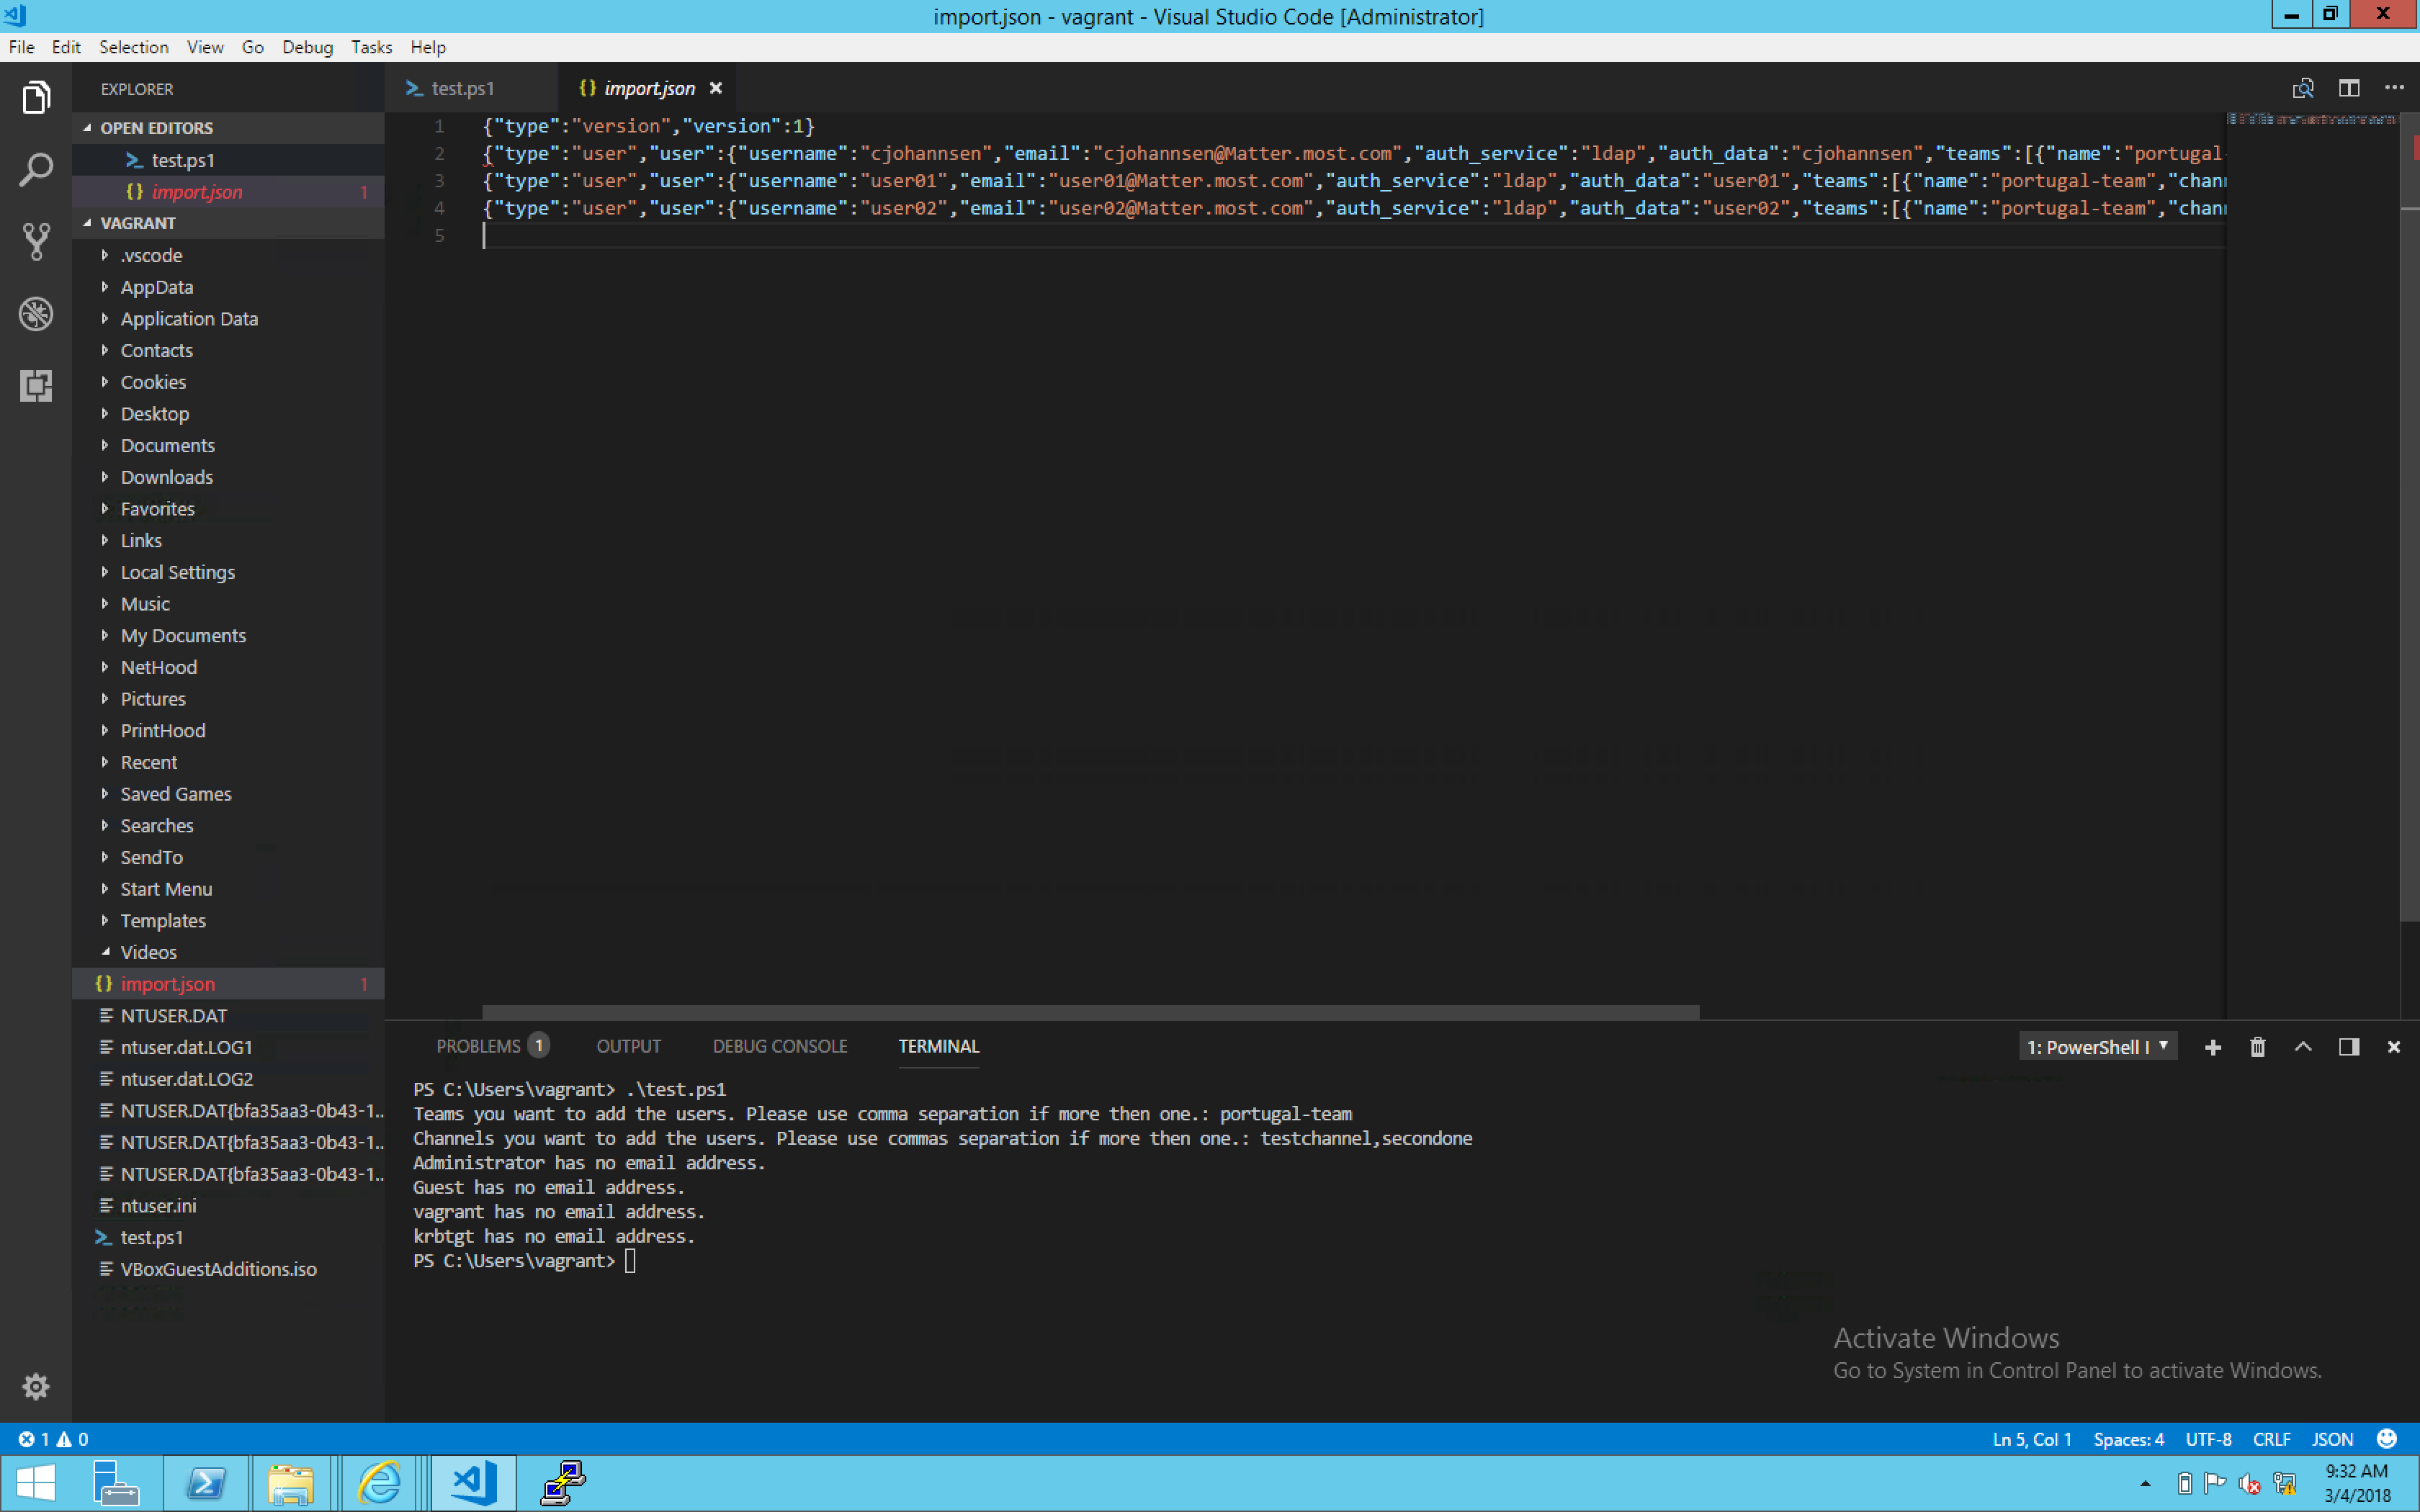 import.json - vagrant - Visual Studio Code [Administrator]
File Edit Selection View Go Debug Tasks Help
EXPLORER
OPEN EDITORS
test.ps1
import.json 1
VAGRANT
.vscode
AppData
Application Data
Contacts
Cookies
Desktop
Documents
Downloads
Favorites
Links
Local Settings
Music
My Documents
NetHood
Pictures
PrintHood
Recent
Saved Games
Searches
SendTo
Start Menu
Templates
Videos
import.json 1
NTUSER.DAT
ntuser.dat.LOG1
ntuser.dat.LOG2
NTUSER.DAT{bfa35aa3-0b43-1..
NTUSER.DAT{bfa35aa3-0b43-1..
NTUSER.DAT{bfa35aa3-0b43-1..
ntuser.ini
test.ps1
VBoxGuestAdditions.iso
test.ps1 import.json
1 {"type":"version","version":1}
2 {"type":"user","user":{"username":"cjohannsen","email":"cjohannsen@Matter.most.com","auth_service":"ldap","auth_data":"cjohannsen","teams":[{"name":"portugal-
3 {"type":"user","user":{"username":"user01","email":"user01@Matter.most.com","auth_service":"ldap","auth_data":"user01","teams":[{"name":"portugal-team","chann
4 {"type":"user","user":{"username":"user02","email":"user02@Matter.most.com","auth_service":"ldap","auth_data":"user02","teams":[{"name":"portugal-team","chann
5
PROBLEMS 1 OUTPUT DEBUG CONSOLE TERMINAL 1: PowerShell I
PS C:\Users\vagrant> .\test.ps1
Teams you want to add the users. Please use comma separation if more then one.: portugal-team
Channels you want to add the users. Please use commas separation if more then one.: testchannel,secondone
Administrator has no email address.
Guest has no email address.
vagrant has no email address.
krbtgt has no email address.
PS C:\Users\vagrant>
Activate Windows
Go to System in Control Panel to activate Windows.
1 0 Ln 5, Col 1 Spaces: 4 UTF-8 CRLF JSON
9:32 AM
3/4/2018